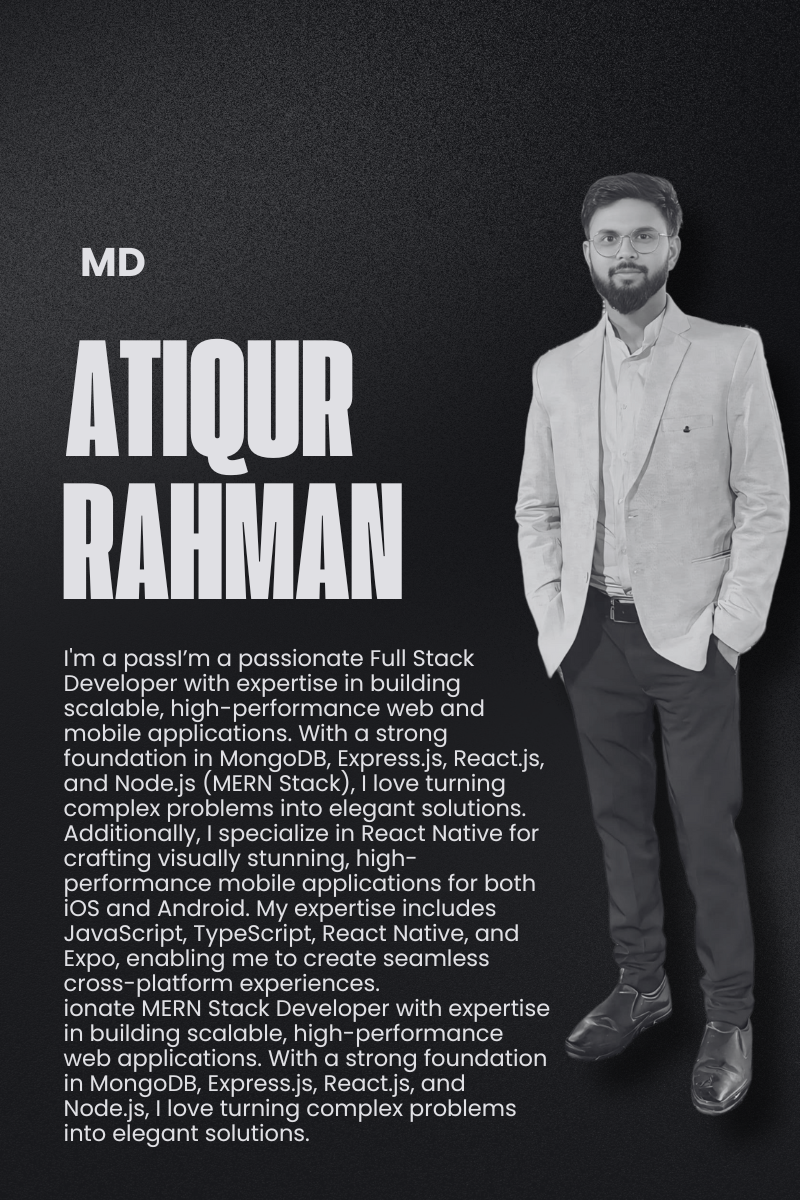 MD
ATIQUR
RAHMAN
I'm a passI’m a passionate Full Stack
Developer with expertise in building
scalable, high-performance web and
mobile applications. With a strong
foundation in MongoDB, Express.js, React.js,
and Node.js (MERN Stack), I love turning
complex problems into elegant solutions.
Additionally, I specialize in React Native for
crafting visually stunning, high-
performance mobile applications for both
iOS and Android. My expertise includes
JavaScript, TypeScript, React Native, and
Expo, enabling me to create seamless
cross-platform experiences.
ionate MERN Stack Developer with expertise
in building scalable, high-performance
web applications. With a strong foundation
in MongoDB, Express.js, React.js, and
Node.js, I love turning complex problems
into elegant solutions.